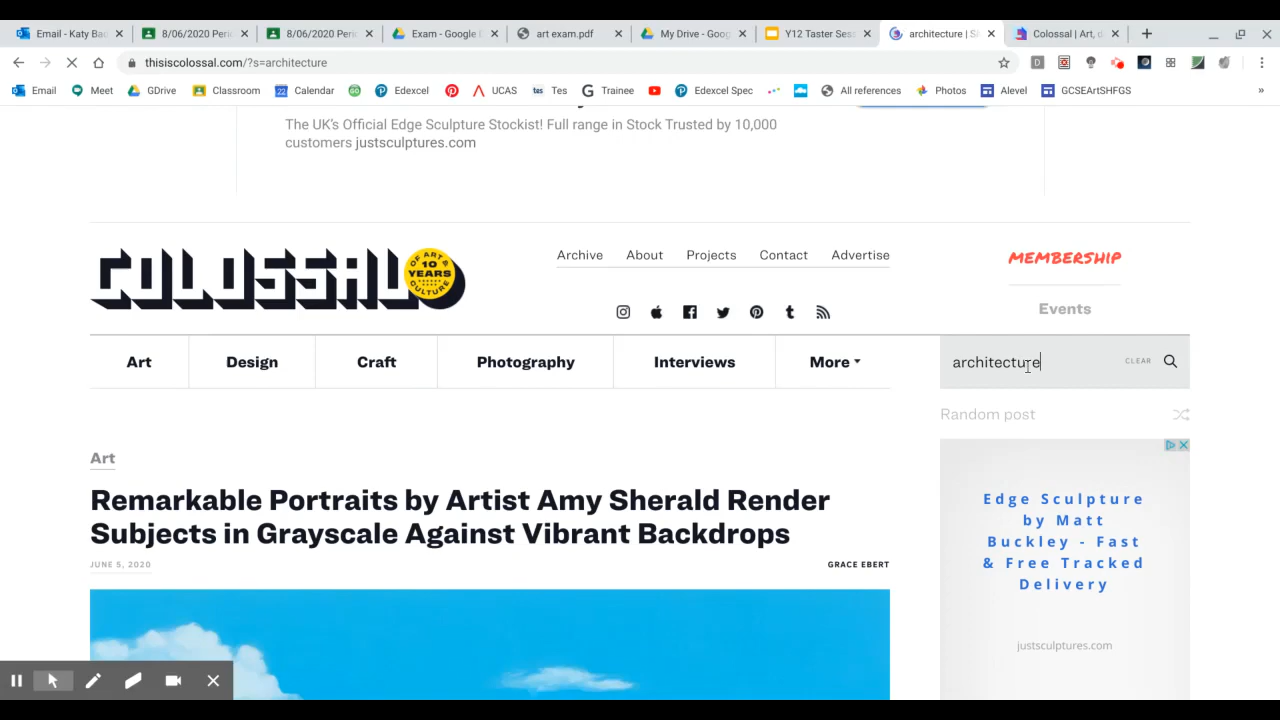 Email - Katy Bau
8/06/2020 Peri
8/06/2020 Peri
Exam - Google
art exam.pdf
My Drive - Goog
Y12 Taster Sess
architecture | S
Colossal | Art, d
thisiscolossal.com/?s=architecture
Email
Meet
GDrive
Classroom
Calendar
Edexcel
UCAS
tes Tes
Trainee
Edexcel Spec
All references
Photos
Alevel
GCSEArtSHFGS
»
The UK's Official Edge Sculpture Stockist! Full range in Stock Trusted by 10,000
customers justsculptures.com
COLOSSAL
OF ART &
10
YEARS
CULTURE
Archive
About
Projects
Contact
Advertise
MEMBERSHIP
Events
Art
Design
Craft
Photography
Interviews
More
architecture
CLEAR
Random post
Art
Remarkable Portraits by Artist Amy Sherald Render
Subjects in Grayscale Against Vibrant Backdrops
JUNE 5, 2020
GRACE EBERT
Edge Sculpture
by Matt
Buckley - Fast
& Free Tracked
Delivery
justsculptures.com